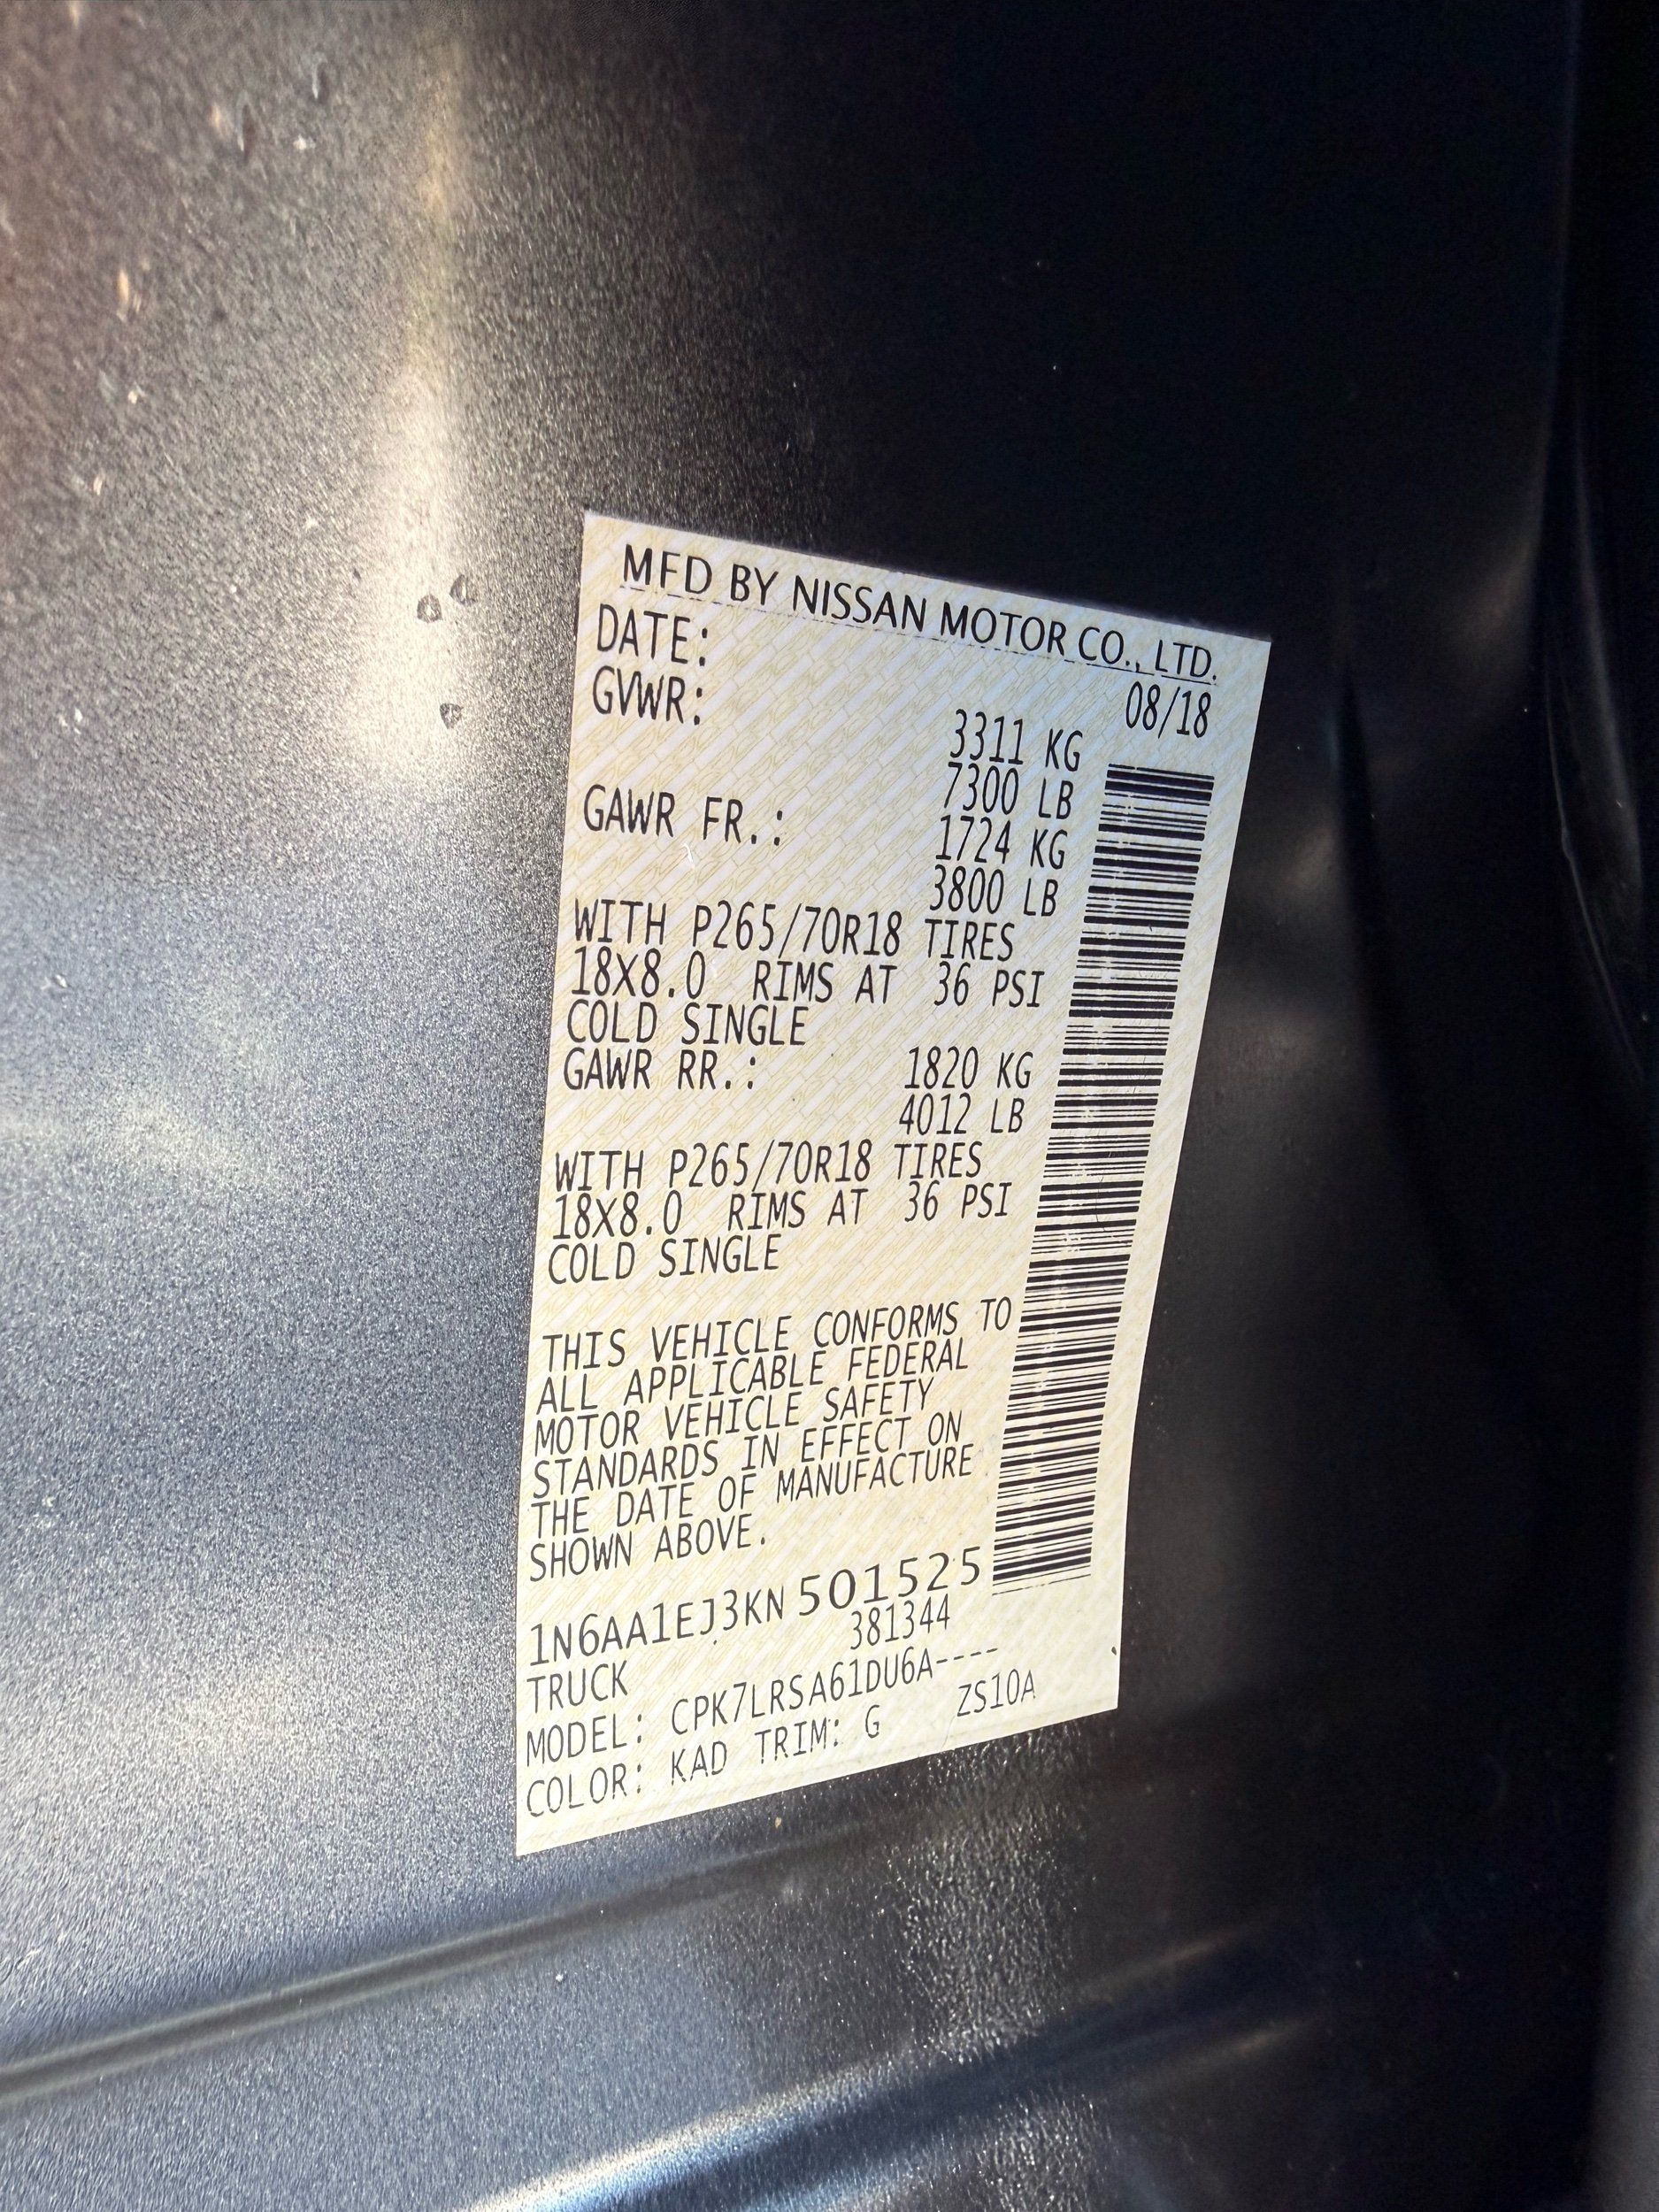 MFD BY NISSAN MOTOR CO., LTD.
DATE: 08/18
GVWR: 3311 KG
7300 LB
GAWR FR.: 1724 KG
3800 LB
WITH P265/70R18 TIRES
18X8.0 RIMS AT 36 PSI
COLD SINGLE
GAWR RR.: 1820 KG
4012 LB
WITH P265/70R18 TIRES
18X8.0 RIMS AT 36 PSI
COLD SINGLE
THIS VEHICLE CONFORMS TO
ALL APPLICABLE FEDERAL
MOTOR VEHICLE SAFETY
STANDARDS IN EFFECT ON
THE DATE OF MANUFACTURE
SHOWN ABOVE.
1N6AA1EJ3KN501525
TRUCK 381344
MODEL: CPK7LRSA61DU6A----
COLOR: KAD TRIM: G ZS10A